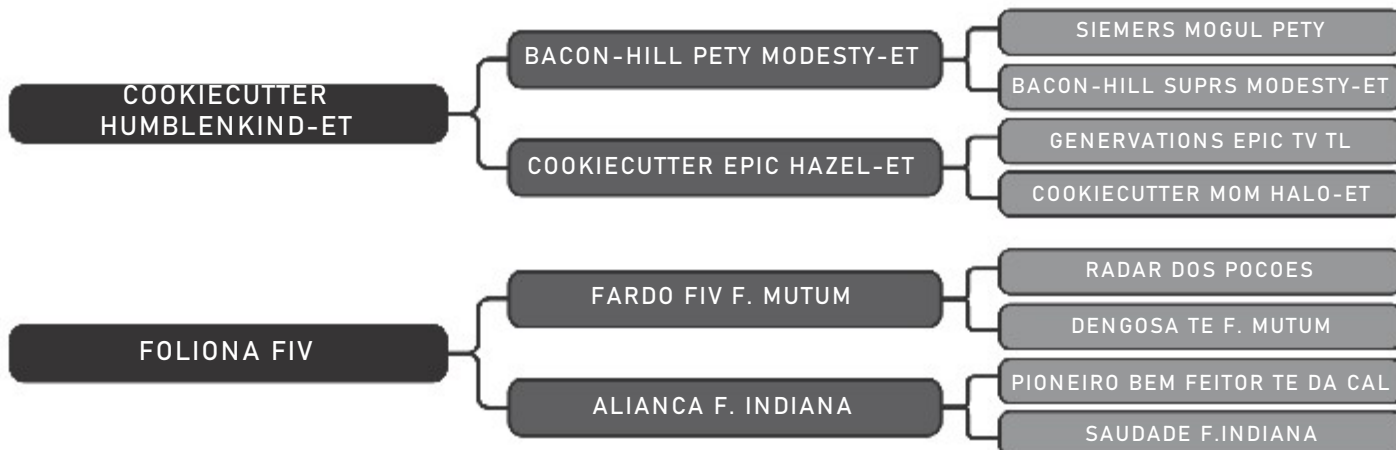 COOKIECUTTER
HUMBLENKIND-ET
BACON-HILL PETY MODESTY-ET
SIEMERS MOGUL PETY
BACON-HILL SUPRS MODESTY-ET
COOKIECUTTER EPIC HAZEL-ET
GENERVATIONS EPIC TV TL
COOKIECUTTER MOM HALO-ET
FOLIONA FIV
FARDO FIV F. MUTUM
RADAR DOS POCOES
DENGOSA TE F. MUTUM
ALIANCA F. INDIANA
PIONEIRO BEM FEITOR TE DA CAL
SAUDADE F.INDIANA